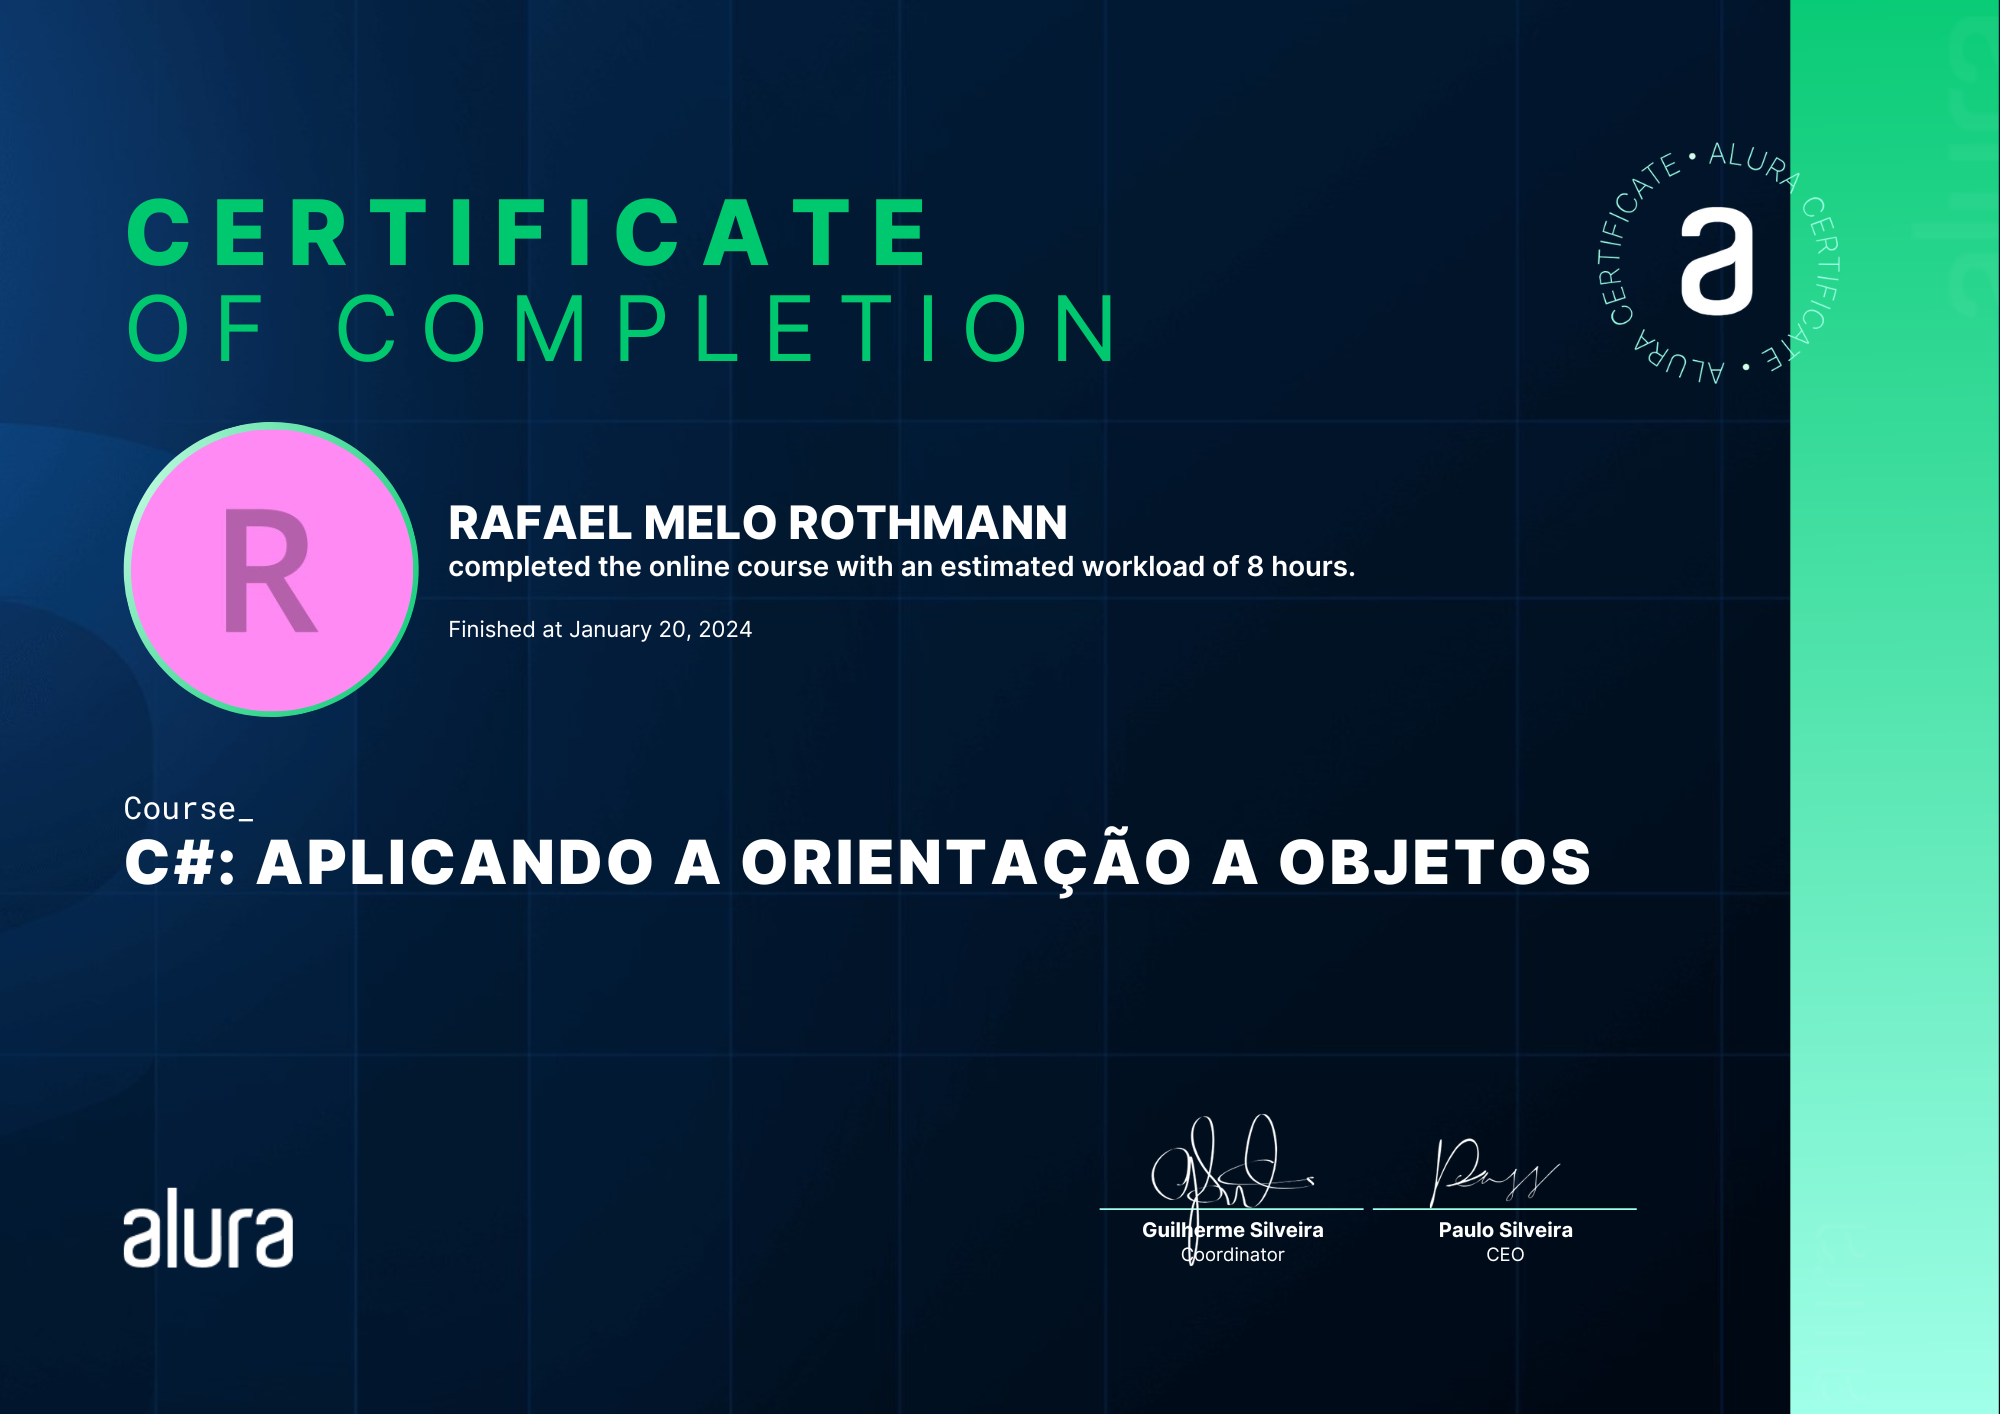 CERTIFICATE
OF COMPLETION
ALURA CERTIFICATE • ALURA CERTIFICATE •
a
R
RAFAEL MELO ROTHMANN
completed the online course with an estimated workload of 8 hours.
Finished at January 20, 2024
Course_
C#: APLICANDO A ORIENTAÇÃO A OBJETOS
alura
Guilherme Silveira
Coordinator
Paulo Silveira
CEO